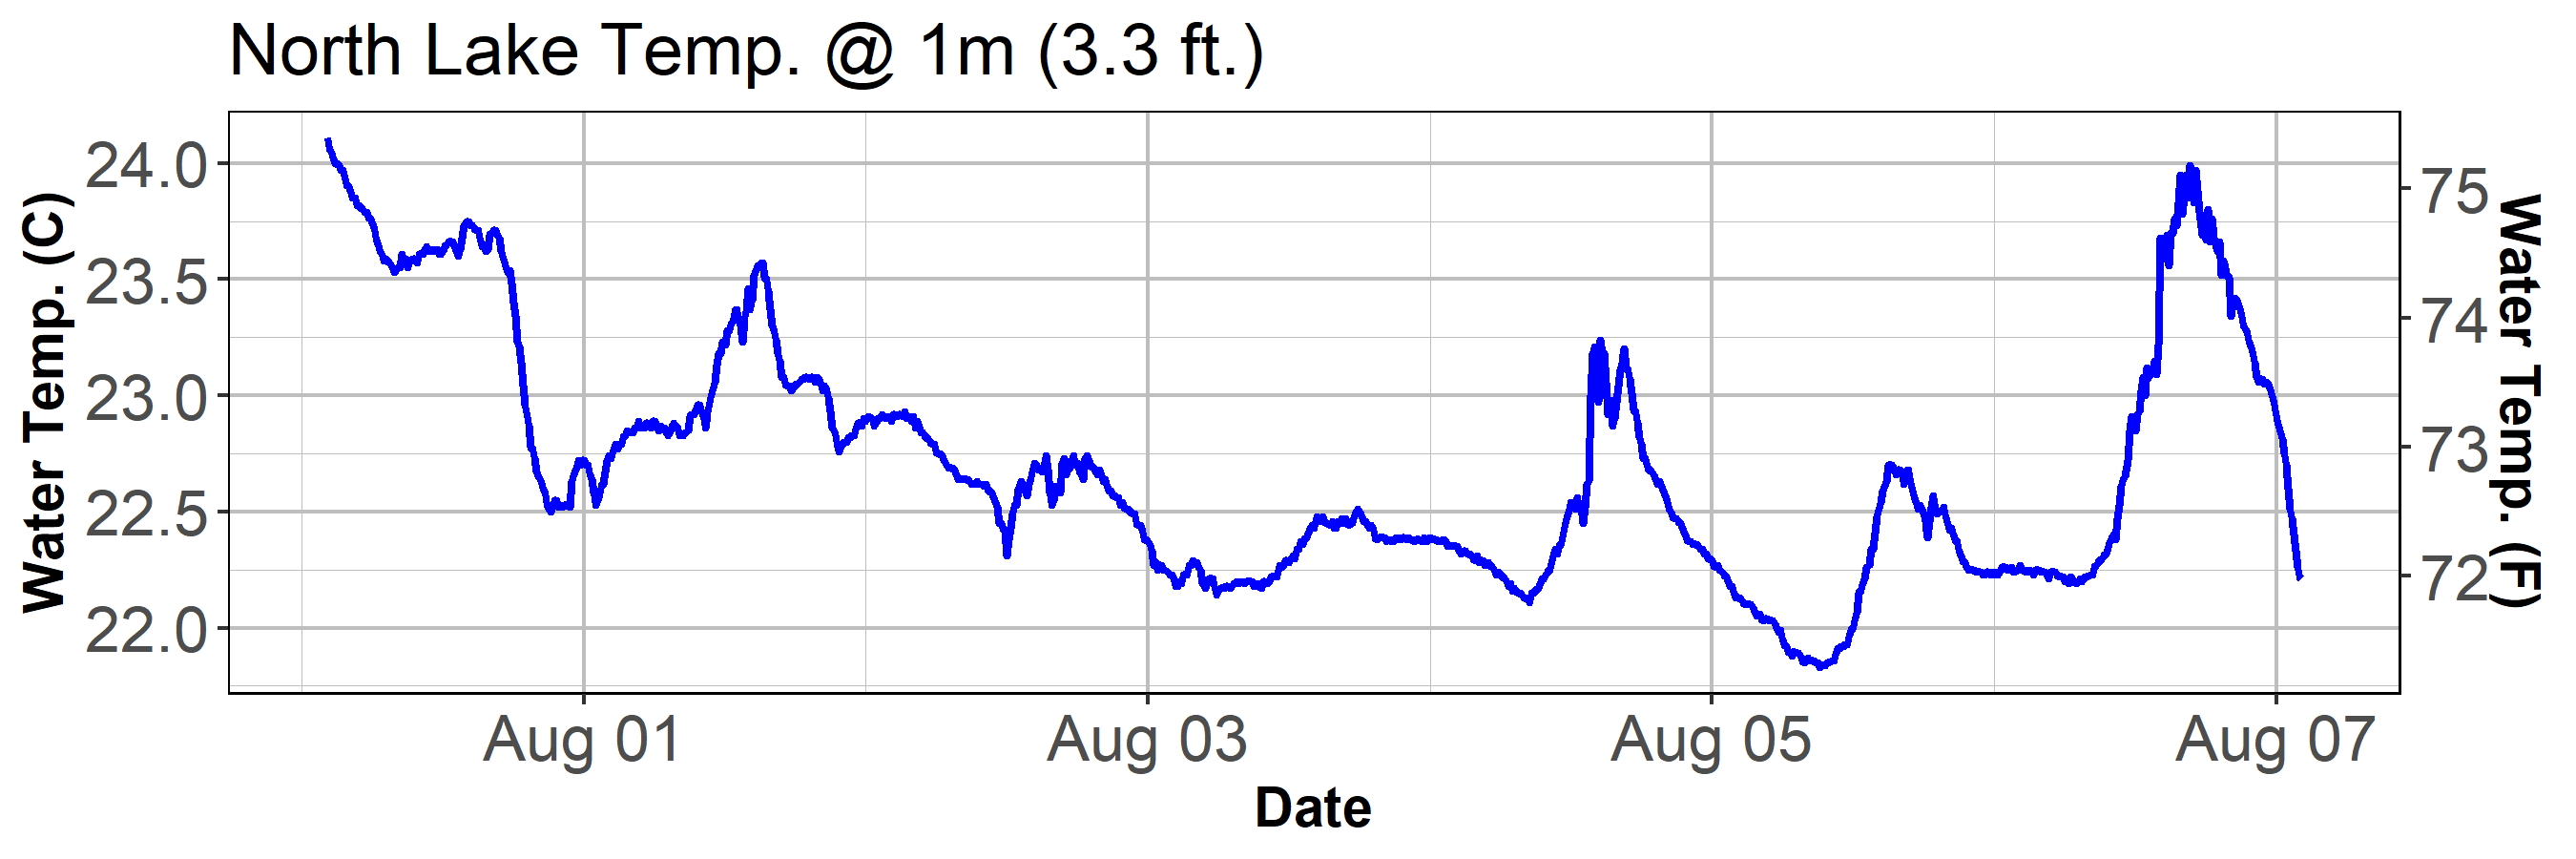 North Lake Temp. @ 1m (3.3 ft.)
Water Temp. (C)
24.0
23.5
23.0
22.5
22.0
75
74
73
72
Water Temp. (F)
Aug 01
Aug 03
Aug 05
Aug 07
Date